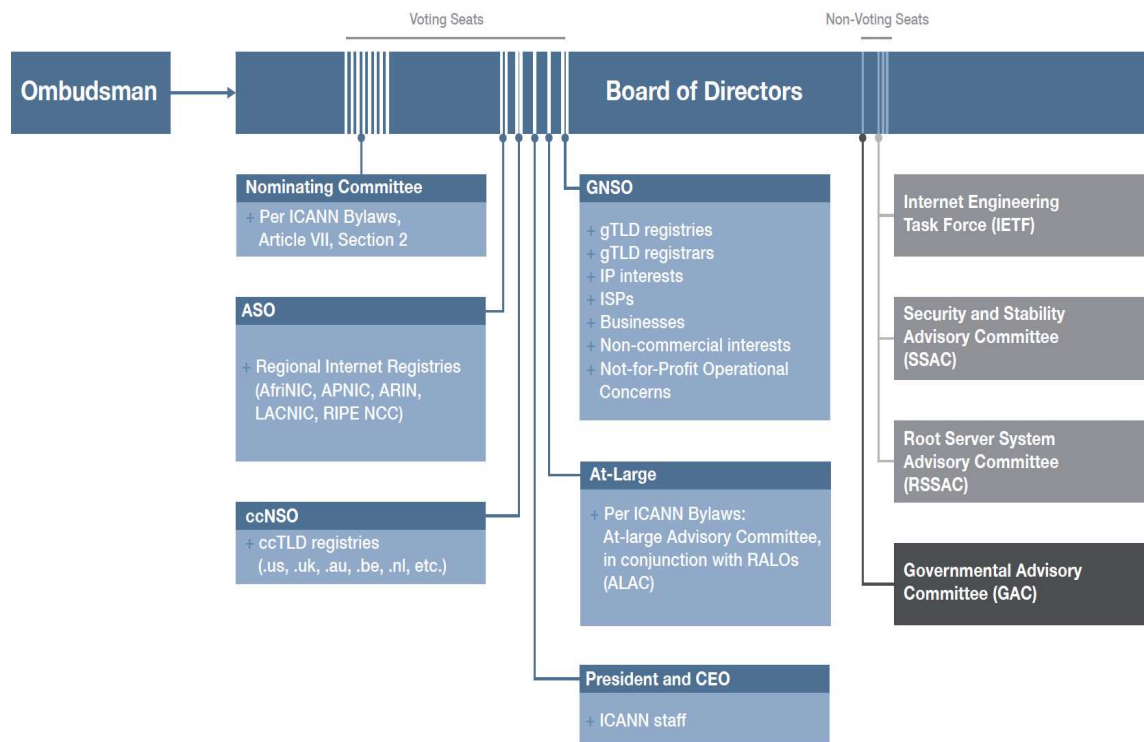 Voting Seats
Non-Voting Seats
Ombudsman
Board of Directors
Nominating Committee
+ Per ICANN Bylaws,
Article VII, Section 2
ASO
+ Regional Internet Registries
(AfriNIC, APNIC, ARIN,
LACNIC, RIPE NCC)
ccNSO
+ ccTLD registries
(.us, .uk, .au, .be, .nl, etc.)
GNSO
+ gTLD registries
+ gTLD registrars
+ IP interests
+ ISPs
+ Businesses
+ Non-commercial interests
+ Not-for-Profit Operational
Concerns
At-Large
+ Per ICANN Bylaws:
At-large Advisory Committee,
in conjunction with RALOs
(ALAC)
President and CEO
+ ICANN staff
Internet Engineering
Task Force (IETF)
Security and Stability
Advisory Committee
(SSAC)
Root Server System
Advisory Committee
(RSSAC)
Governmental Advisory
Committee (GAC)